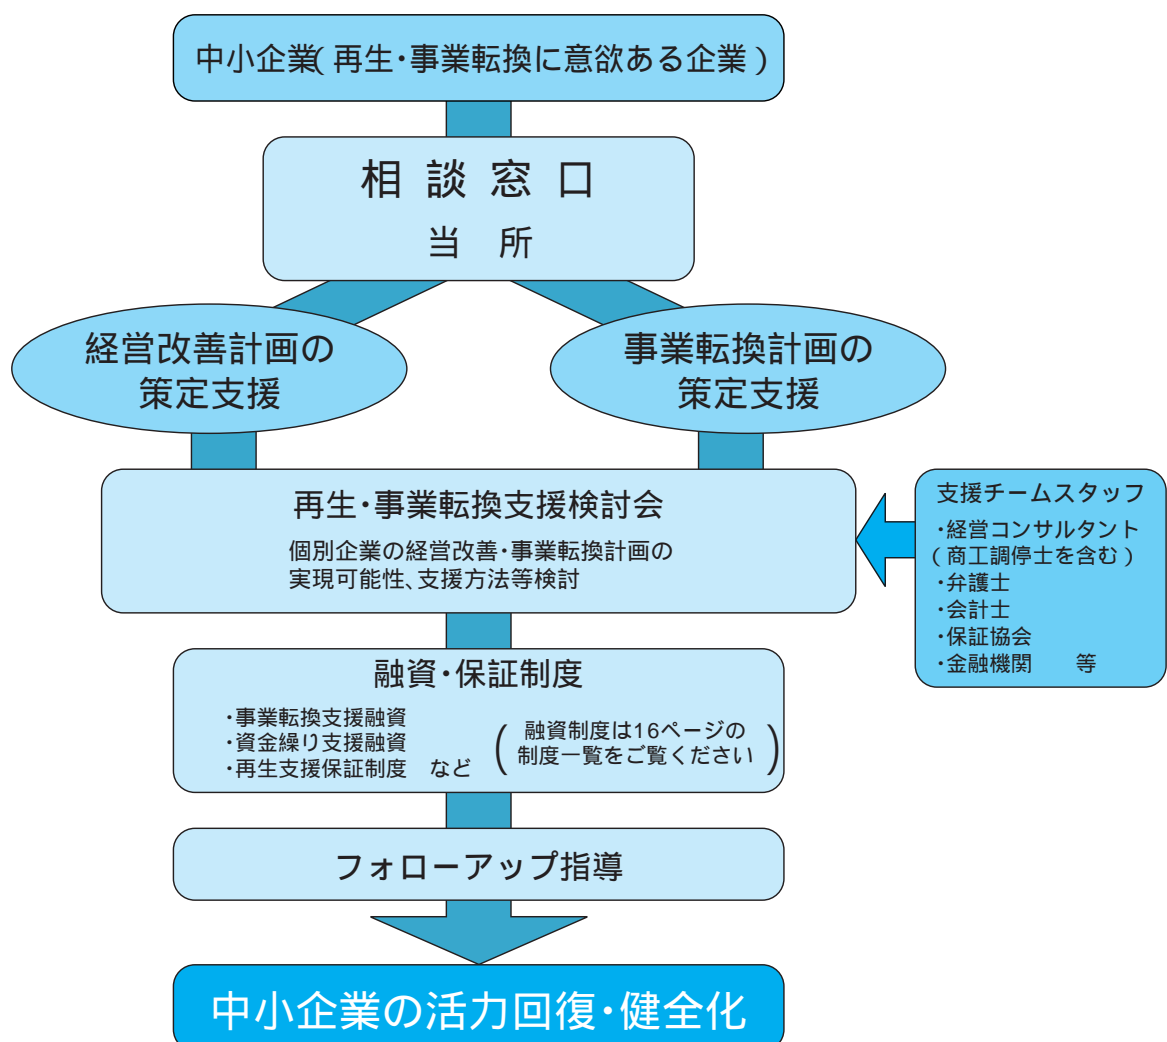 中小企業（再生・事業転換に意欲ある企業）
相談窓口
当所
経営改善計画の
策定支援
事業転換計画の
策定支援
再生・事業転換支援検討会
個別企業の経営改善・事業転換計画の
実現可能性、支援方法等検討
支援チームスタッフ
・経営コンサルタント
（商工調停士を含む）
・弁護士
・会計士
・保証協会
・金融機関　等
融資・保証制度
・事業転換支援融資
・資金繰り支援融資
・再生支援保証制度　など
（融資制度は16ページの
制度一覧をご覧ください）
フォローアップ指導
中小企業の活力回復・健全化